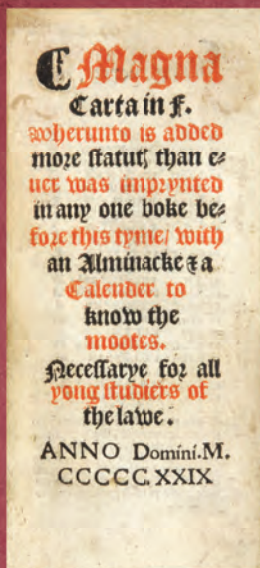 ☾ Magna
Carta in f.
wherunto is added
more statutꝭ than e⸗
uer was imprynted
in any one boke be⸗
fore this tyme/ with
an Alminacke ⁊ a
Calender to
know the
mootes.
Necessarye for all
yong studiers of
the lawe.
ANNO Domini.M.
CCCCC.XXIX